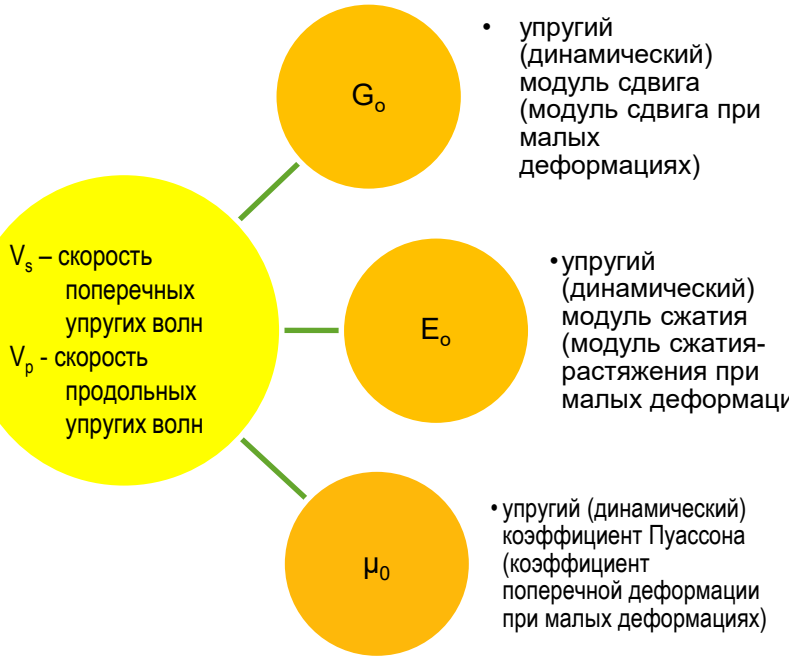 G₀
• упругий
(динамический)
модуль сдвига
(модуль сдвига при
малых
деформациях)
Vₛ – скорость
поперечных
упругих волн
Vₚ - скорость
продольных
упругих волн
E₀
•упругий
(динамический)
модуль сжатия
(модуль сжатия-
растяжения при
малых деформаци
μ₀
• упругий (динамический)
коэффициент Пуассона
(коэффициент
поперечной деформации
при малых деформациях)